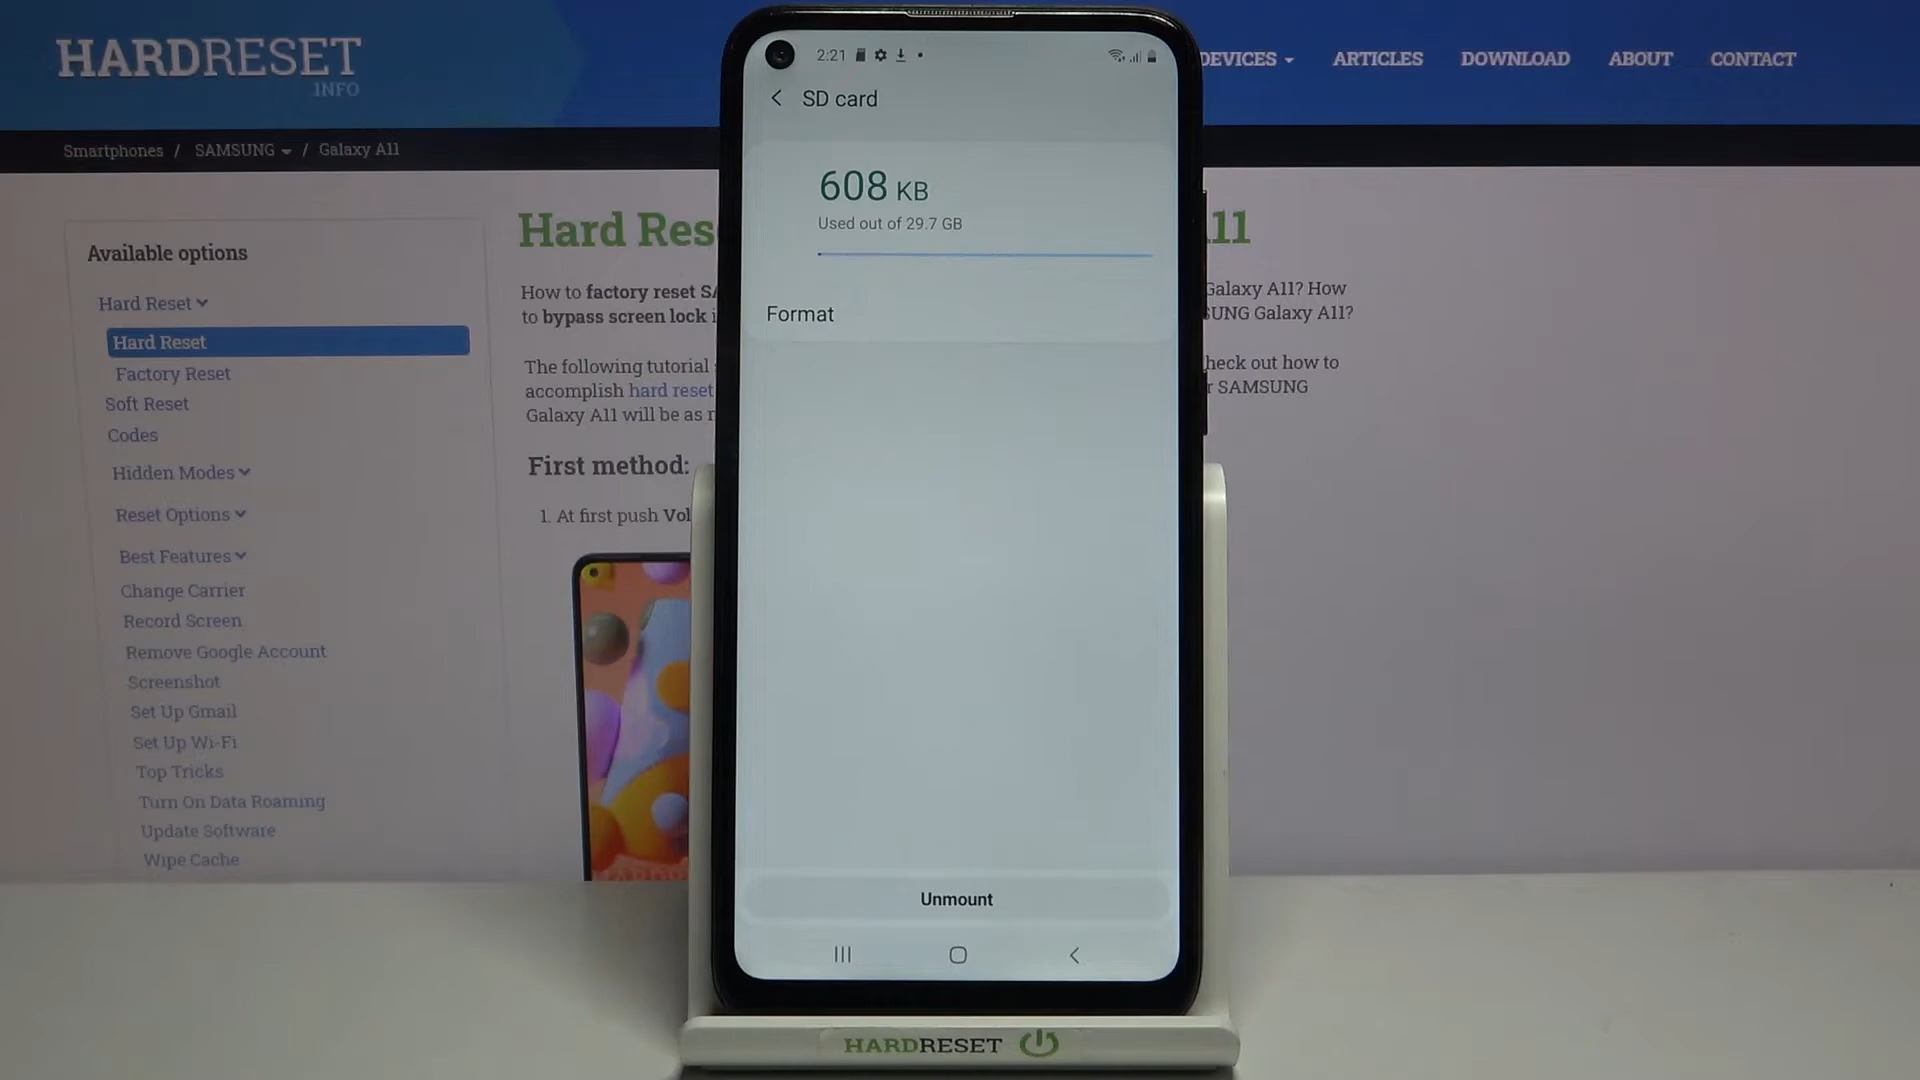 HARDRESET
.INFO
DEVICES
ARTICLES
DOWNLOAD
ABOUT
CONTACT
Smartphones / SAMSUNG / Galaxy A11
Available options
Hard Reset
Hard Reset
Factory Reset
Soft Reset
Codes
Hidden Modes
Reset Options
Best Features
Change Carrier
Record Screen
Remove Google Account
Screenshot
Set Up Gmail
Set Up Wi-Fi
Top Tricks
Turn On Data Roaming
Update Software
Wipe Cache
Hard Res
How to factory reset SA
to bypass screen lock i
The following tutorial
accomplish hard reset
Galaxy A11 will be as
First method:
1. At first push Vol
11
Galaxy A11? How
SUNG Galaxy A11?
heck out how to
SAMSUNG
2:21
SD card
608 KB
Used out of 29.7 GB
Format
Unmount
HARDRESET